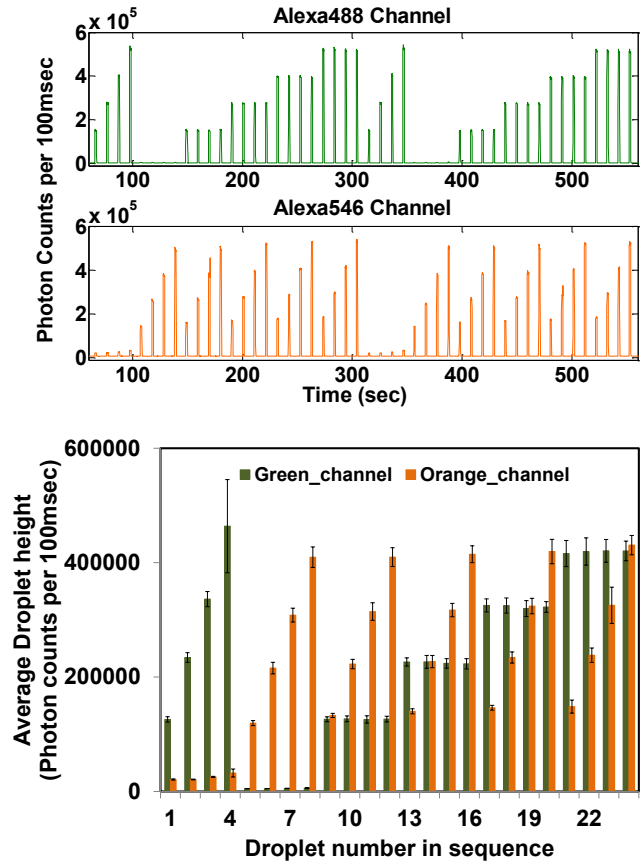 Alexa488 Channel
6 x 10^5
4
2
0
100 200 300 400 500
Alexa546 Channel
6 x 10^5
4
2
0
100 200 300 400 500
Time (sec)
Photon Counts per 100msec
600000
400000
200000
0
Green_channel Orange_channel
1 4 7 10 13 16 19 22
Droplet number in sequence
Average Droplet height
(Photon counts per 100msec)